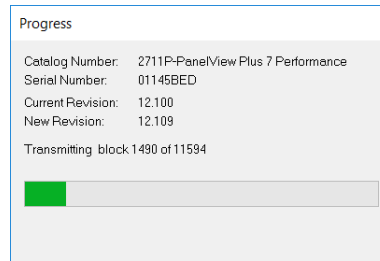 Progress
Catalog Number: 2711P-PanelView Plus 7 Performance
Serial Number: 01145BED
Current Revision: 12.100
New Revision: 12.109
Transmitting block 1490 of 11594